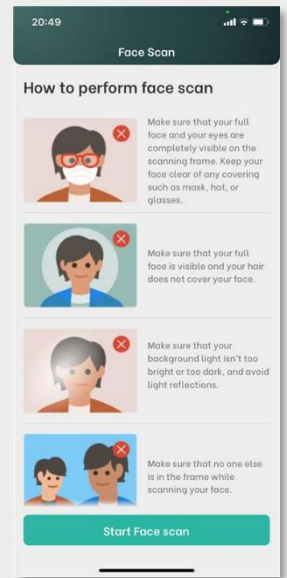 20:49
Face Scan
How to perform face scan
Make sure that your full
face and your eyes are
completely visible on the
scanning frame. Keep your
face clear of any covering
such as mask, hat, or
glasses.
Make sure that your full
face is visible and your hair
does not cover your face.
Make sure that your
background light isn't too
bright or too dark, and avoid
light reflections.
Make sure that no one else
is in the frame while
scanning your face.
Start Face scan